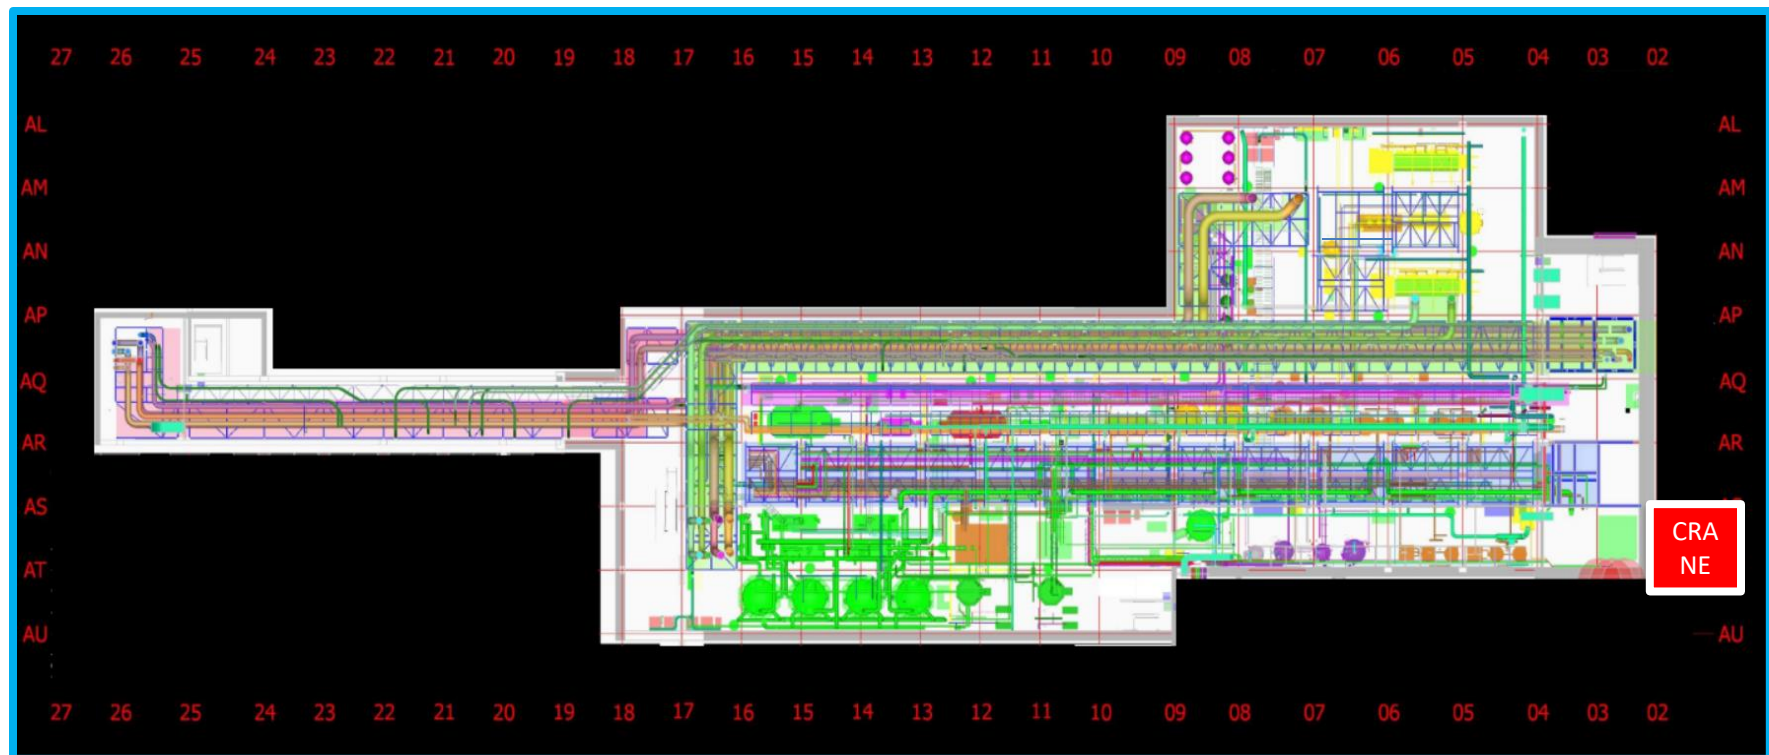 27 26 25 24 23 22 21 20 19 18 17 16 15 14 13 12 11 10 09 08 07 06 05 04 03 02
AL AL
AM AM
AN AN
AP AP
AQ AQ
AR AR
AS
CRA
NE
AT
AU AU
27 26 25 24 23 22 21 20 19 18 17 16 15 14 13 12 11 10 09 08 07 06 05 04 03 02